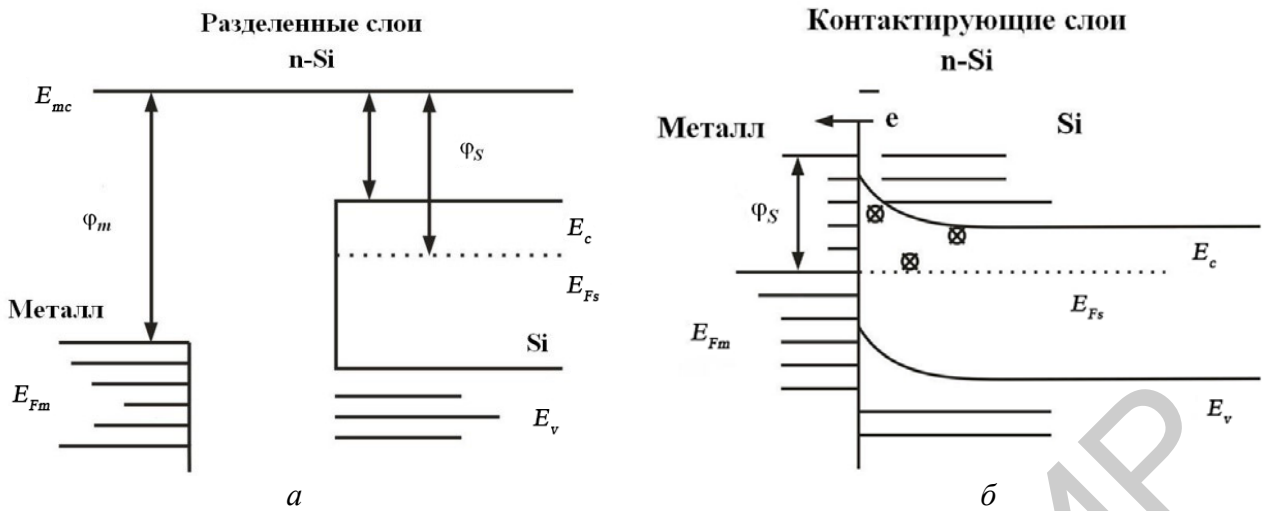 Разделенные слои
n-Si
E_mc
φ_m
φ_S
E_c
E_Fs
Металл
E_Fm
Si
E_v
а
Контактирующие слои
n-Si
Металл
e
Si
φ_S
E_c
E_Fs
E_Fm
E_v
б